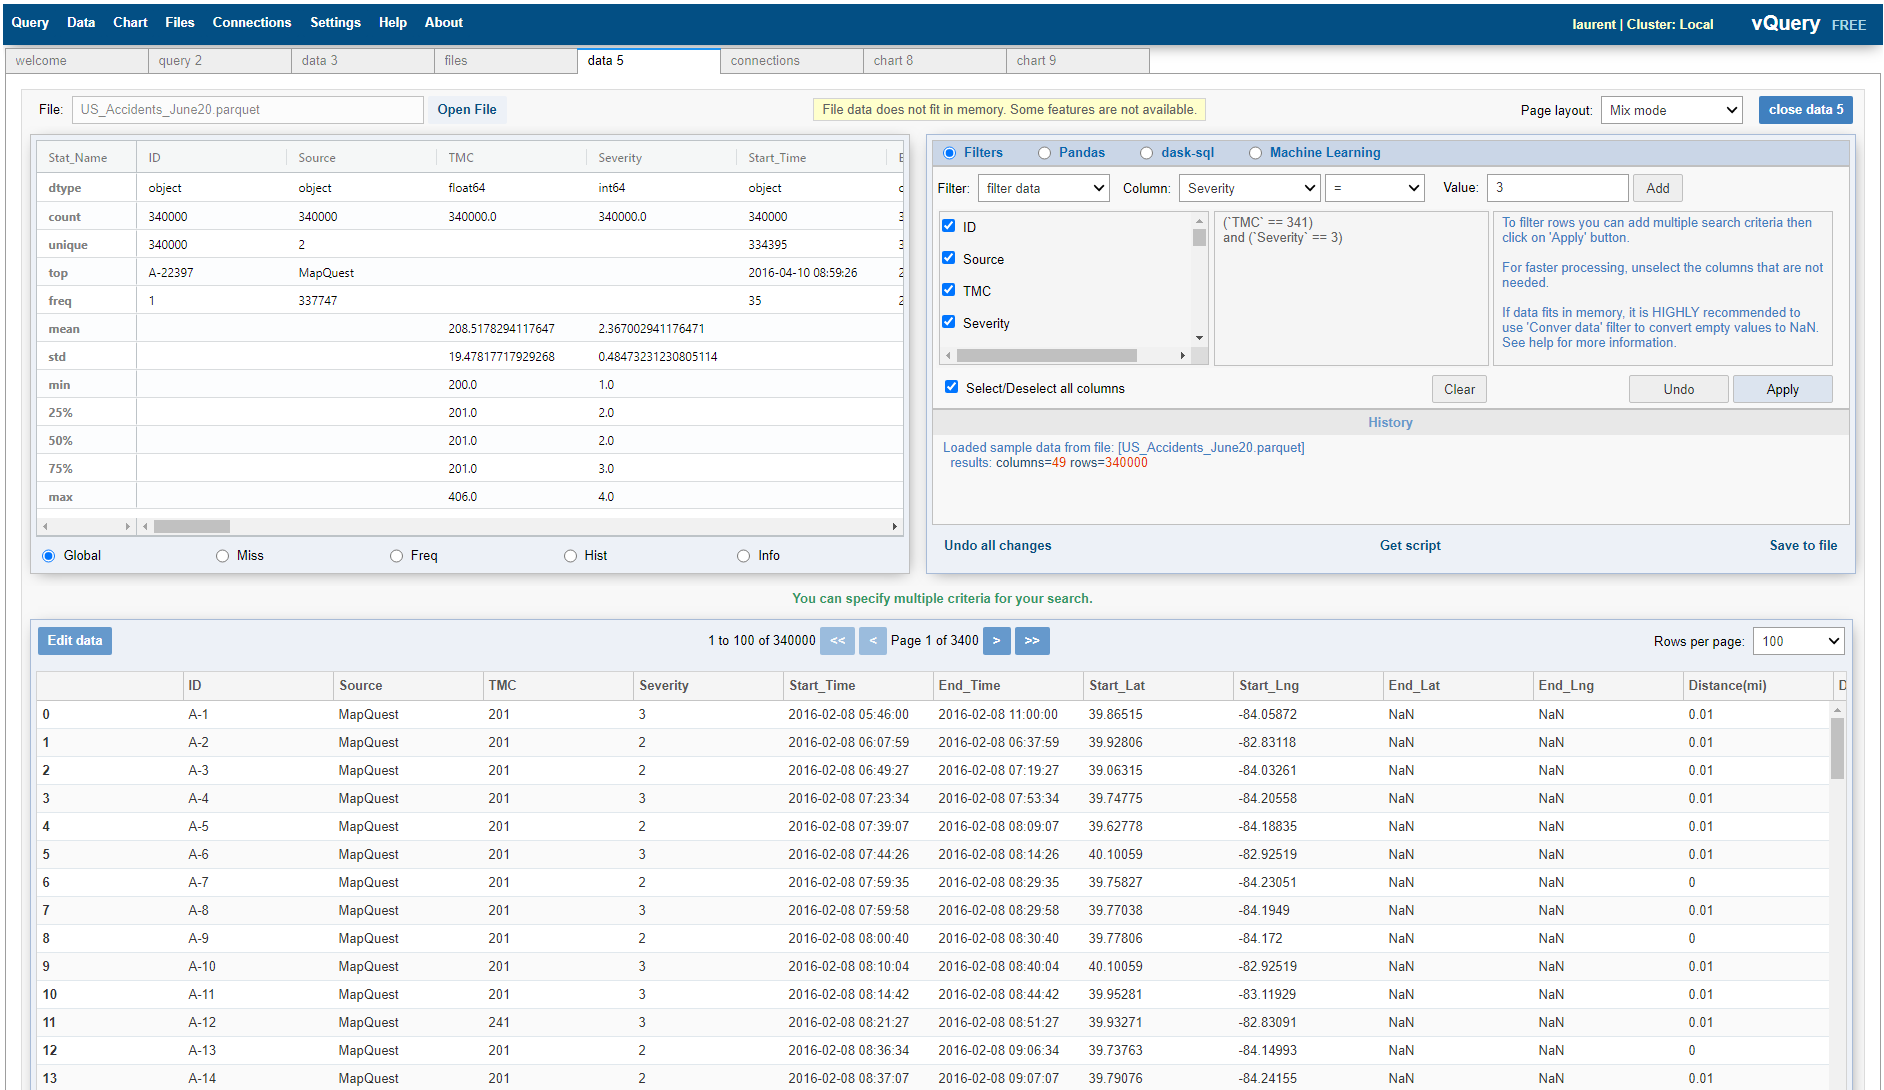 Query Data Chart Files Connections Settings Help About laurent | Cluster: Local vQuery FREE
welcome query 2 data 3 files data 5 connections chart 8 chart 9
File: US_Accidents_June20.parquet Open File File data does not fit in memory. Some features are not available. Page layout: Mix mode close data 5
Stat_Name ID Source TMC Severity Start_Time
dtype object object float64 int64 object
count 340000 340000 340000.0 340000.0 340000
unique 340000 2 334395
top A-22397 MapQuest 2016-04-10 08:59:26
freq 1 337747 35
mean 208.5178294117647 2.367002941176471
std 19.47817717929268 0.48473231230805114
min 200.0 1.0
25% 201.0 2.0
50% 201.0 2.0
75% 201.0 3.0
max 406.0 4.0
Global Miss Freq Hist Info
Filters Pandas dask-sql Machine Learning
Filter: filter data Column: Severity = Value: 3 Add
ID
Source
TMC
Severity
(`TMC` == 341)
and (`Severity` == 3)
To filter rows you can add multiple search criteria then
click on 'Apply' button.
For faster processing, unselect the columns that are not
needed.
If data fits in memory, it is HIGHLY recommended to
use 'Conver data' filter to convert empty values to NaN.
See help for more information.
Select/Deselect all columns Clear Undo Apply
History
Loaded sample data from file: [US_Accidents_June20.parquet]
results: columns=49 rows=340000
Undo all changes Get script Save to file
You can specify multiple criteria for your search.
Edit data 1 to 100 of 340000 << < Page 1 of 3400 > >> Rows per page: 100
ID Source TMC Severity Start_Time End_Time Start_Lat Start_Lng End_Lat End_Lng Distance(mi) D
0 A-1 MapQuest 201 3 2016-02-08 05:46:00 2016-02-08 11:00:00 39.86515 -84.05872 NaN NaN 0.01
1 A-2 MapQuest 201 2 2016-02-08 06:07:59 2016-02-08 06:37:59 39.92806 -82.83118 NaN NaN 0.01
2 A-3 MapQuest 201 2 2016-02-08 06:49:27 2016-02-08 07:19:27 39.06315 -84.03261 NaN NaN 0.01
3 A-4 MapQuest 201 3 2016-02-08 07:23:34 2016-02-08 07:53:34 39.74775 -84.20558 NaN NaN 0.01
4 A-5 MapQuest 201 2 2016-02-08 07:39:07 2016-02-08 08:09:07 39.62778 -84.18835 NaN NaN 0.01
5 A-6 MapQuest 201 3 2016-02-08 07:44:26 2016-02-08 08:14:26 40.10059 -82.92519 NaN NaN 0.01
6 A-7 MapQuest 201 2 2016-02-08 07:59:35 2016-02-08 08:29:35 39.75827 -84.23051 NaN NaN 0
7 A-8 MapQuest 201 3 2016-02-08 07:59:58 2016-02-08 08:29:58 39.77038 -84.1949 NaN NaN 0.01
8 A-9 MapQuest 201 2 2016-02-08 08:00:40 2016-02-08 08:30:40 39.77806 -84.172 NaN NaN 0
9 A-10 MapQuest 201 3 2016-02-08 08:10:04 2016-02-08 08:40:04 40.10059 -82.92519 NaN NaN 0.01
10 A-11 MapQuest 201 3 2016-02-08 08:14:42 2016-02-08 08:44:42 39.95281 -83.11929 NaN NaN 0.01
11 A-12 MapQuest 241 3 2016-02-08 08:21:27 2016-02-08 08:51:27 39.93271 -82.83091 NaN NaN 0.01
12 A-13 MapQuest 201 2 2016-02-08 08:36:34 2016-02-08 09:06:34 39.73763 -84.14993 NaN NaN 0
13 A-14 MapQuest 201 2 2016-02-08 08:37:07 2016-02-08 09:07:07 39.79076 -84.24155 NaN NaN 0.01